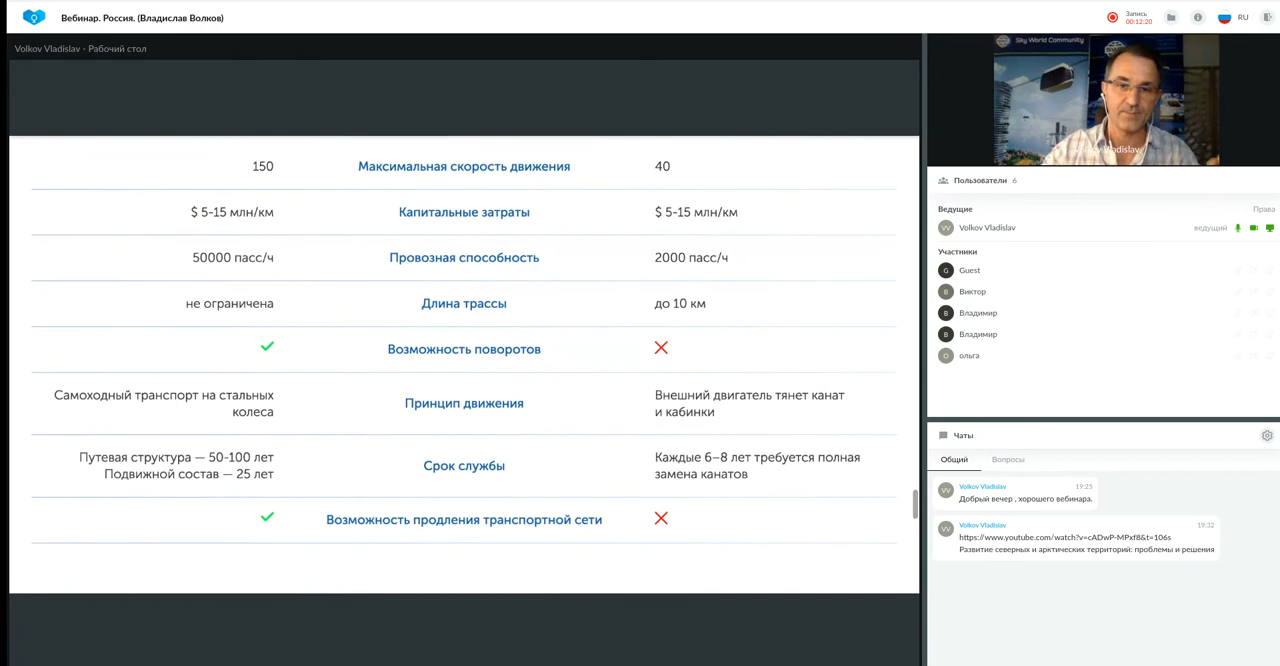 Вебинар. Россия. (Владислав Волков)
Запись
00:12:20
RU
Volkov Vladislav - Рабочий стол
150 Максимальная скорость движения 40
$ 5-15 млн/км Капитальные затраты $ 5-15 млн/км
50000 пасс/ч Провозная способность 2000 пасс/ч
не ограничена Длина трассы до 10 км
Возможность поворотов
Самоходный транспорт на стальных
колеса
Принцип движения
Внешний двигатель тянет канат
и кабинки
Путевая структура — 50-100 лет
Подвижной состав — 25 лет
Срок службы
Каждые 6–8 лет требуется полная
замена канатов
Возможность продления транспортной сети
Sky World Community
Vladislav
Пользователи 6
Ведущие Права
VV Volkov Vladislav ведущий
Участники
G Guest
В Виктор
В Владимир
В Владимир
О ольга
Чаты
Общий Вопросы
VV Volkov Vladislav 19:25
Добрый вечер , хорошего вебинара.
VV Volkov Vladislav 19:32
https://www.youtube.com/watch?v=cADwP-MPxf8&t=106s
Развитие северных и арктических территорий: проблемы и решения